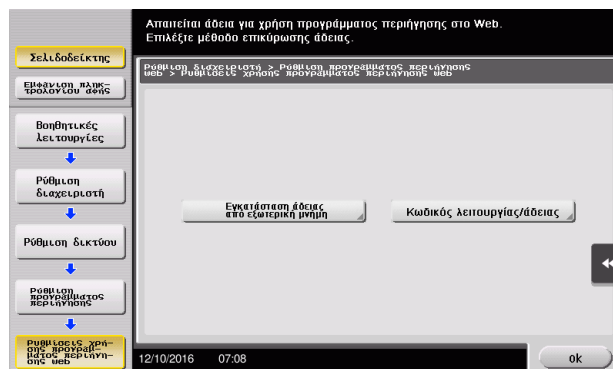 Απαιτείται άδεια για χρήση προγράμματος περιήγησης στο Web.
Επιλέξτε μέθοδο επικύρωσης άδειας.
Σελιδοδείκτης
Εμφάνιση πληκ-
τρολογίου αφής
Βοηθητικές
λειτουργίες
Ρύθμιση
διαχειριστή
Ρύθμιση δικτύου
Ρύθμιση
προγράμματος
περιήγησης
Ρυθμίσεις χρή-
σης προγράμ-
ματος περιήγη-
σης web
Ρύθμιση διαχειριστή > Ρύθμιση προγράμματος περιήγησης
web > Ρυθμίσεις χρήσης προγράμματος περιήγησης web
Εγκατάσταση άδειας
από εξωτερική μνήμη
Κωδικός λειτουργίας/άδειας
12/10/2016 07:08
ok